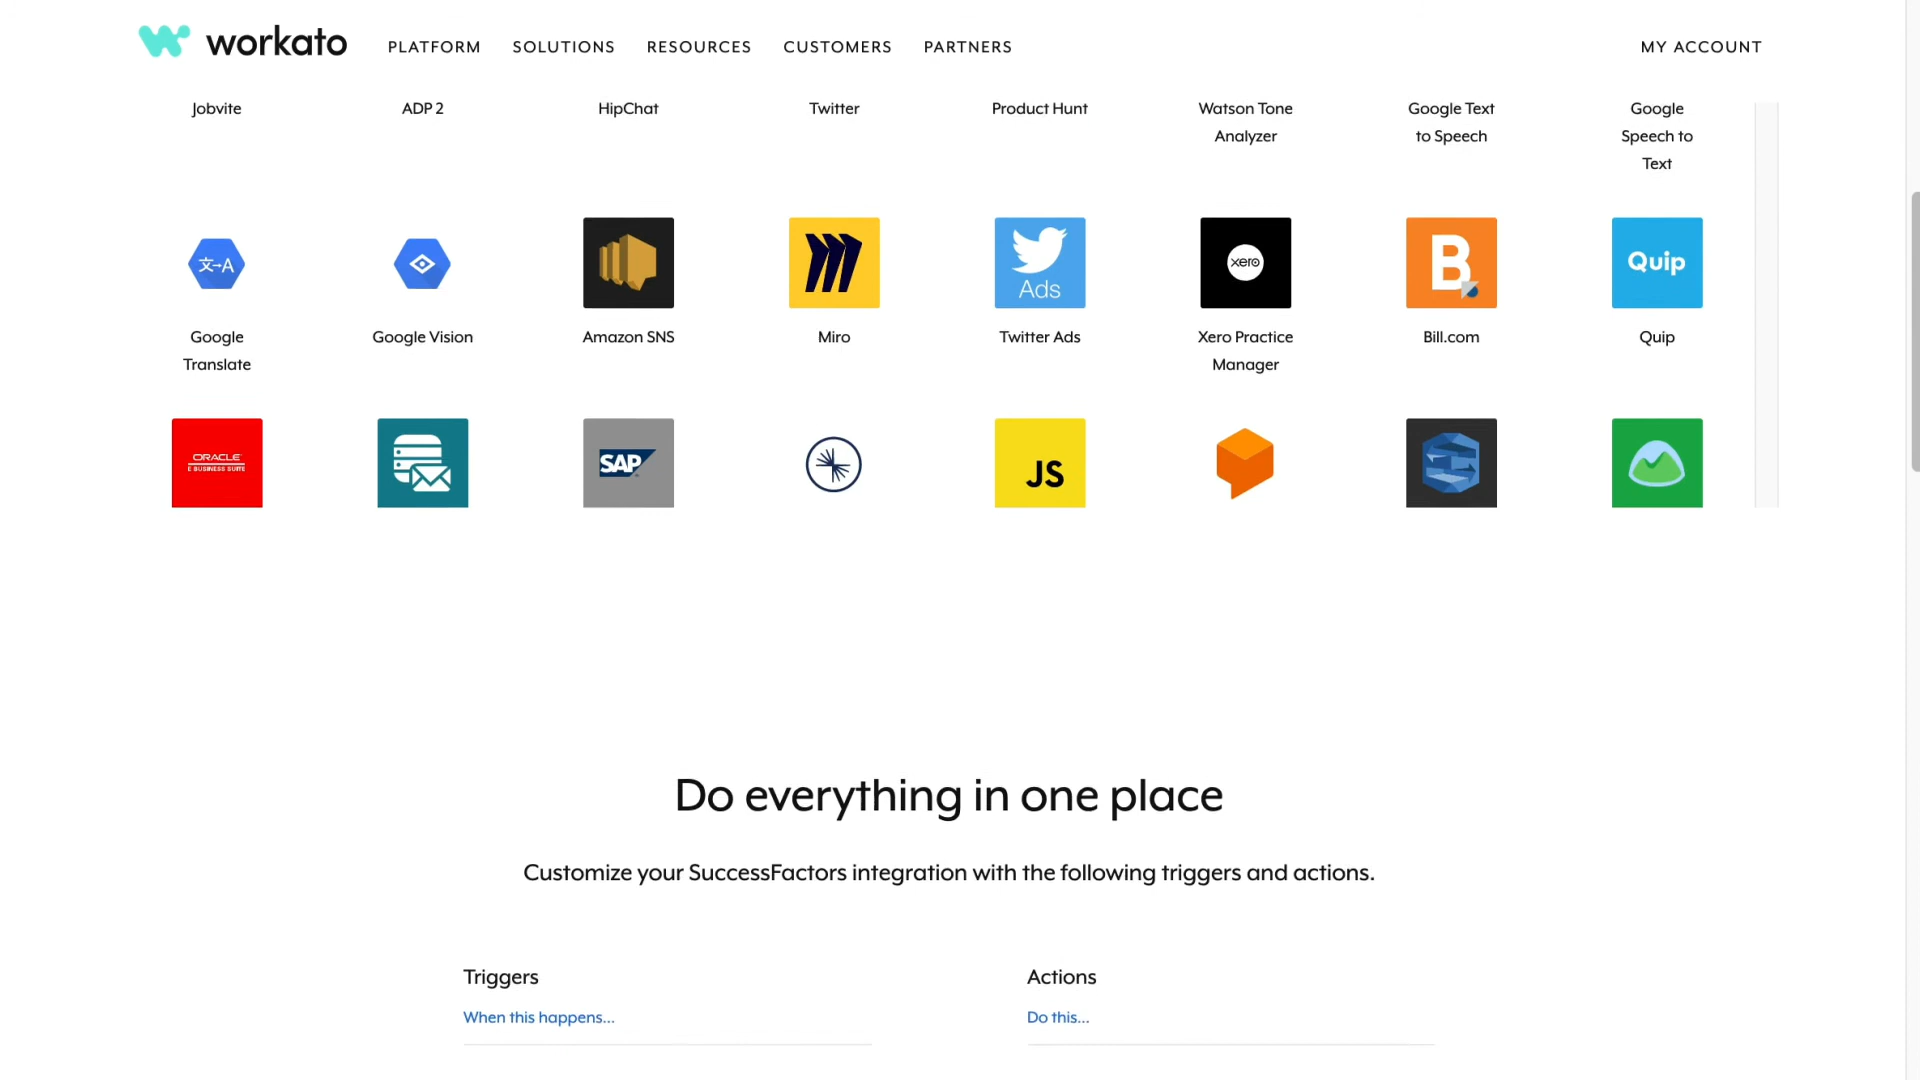 workato PLATFORM SOLUTIONS RESOURCES CUSTOMERS PARTNERS MY ACCOUNT
Jobvite
ADP 2
HipChat
Twitter
Product Hunt
Watson Tone
Analyzer
Google Text
to Speech
Google
Speech to
Text
文→A
Ads
xero
B
Quip
Google
Translate
Google Vision
Amazon SNS
Miro
Twitter Ads
Xero Practice
Manager
Bill.com
Quip
ORACLE
E BUSINESS SUITE
SAP
JS
Do everything in one place
Customize your SuccessFactors integration with the following triggers and actions.
Triggers
When this happens...
Actions
Do this...